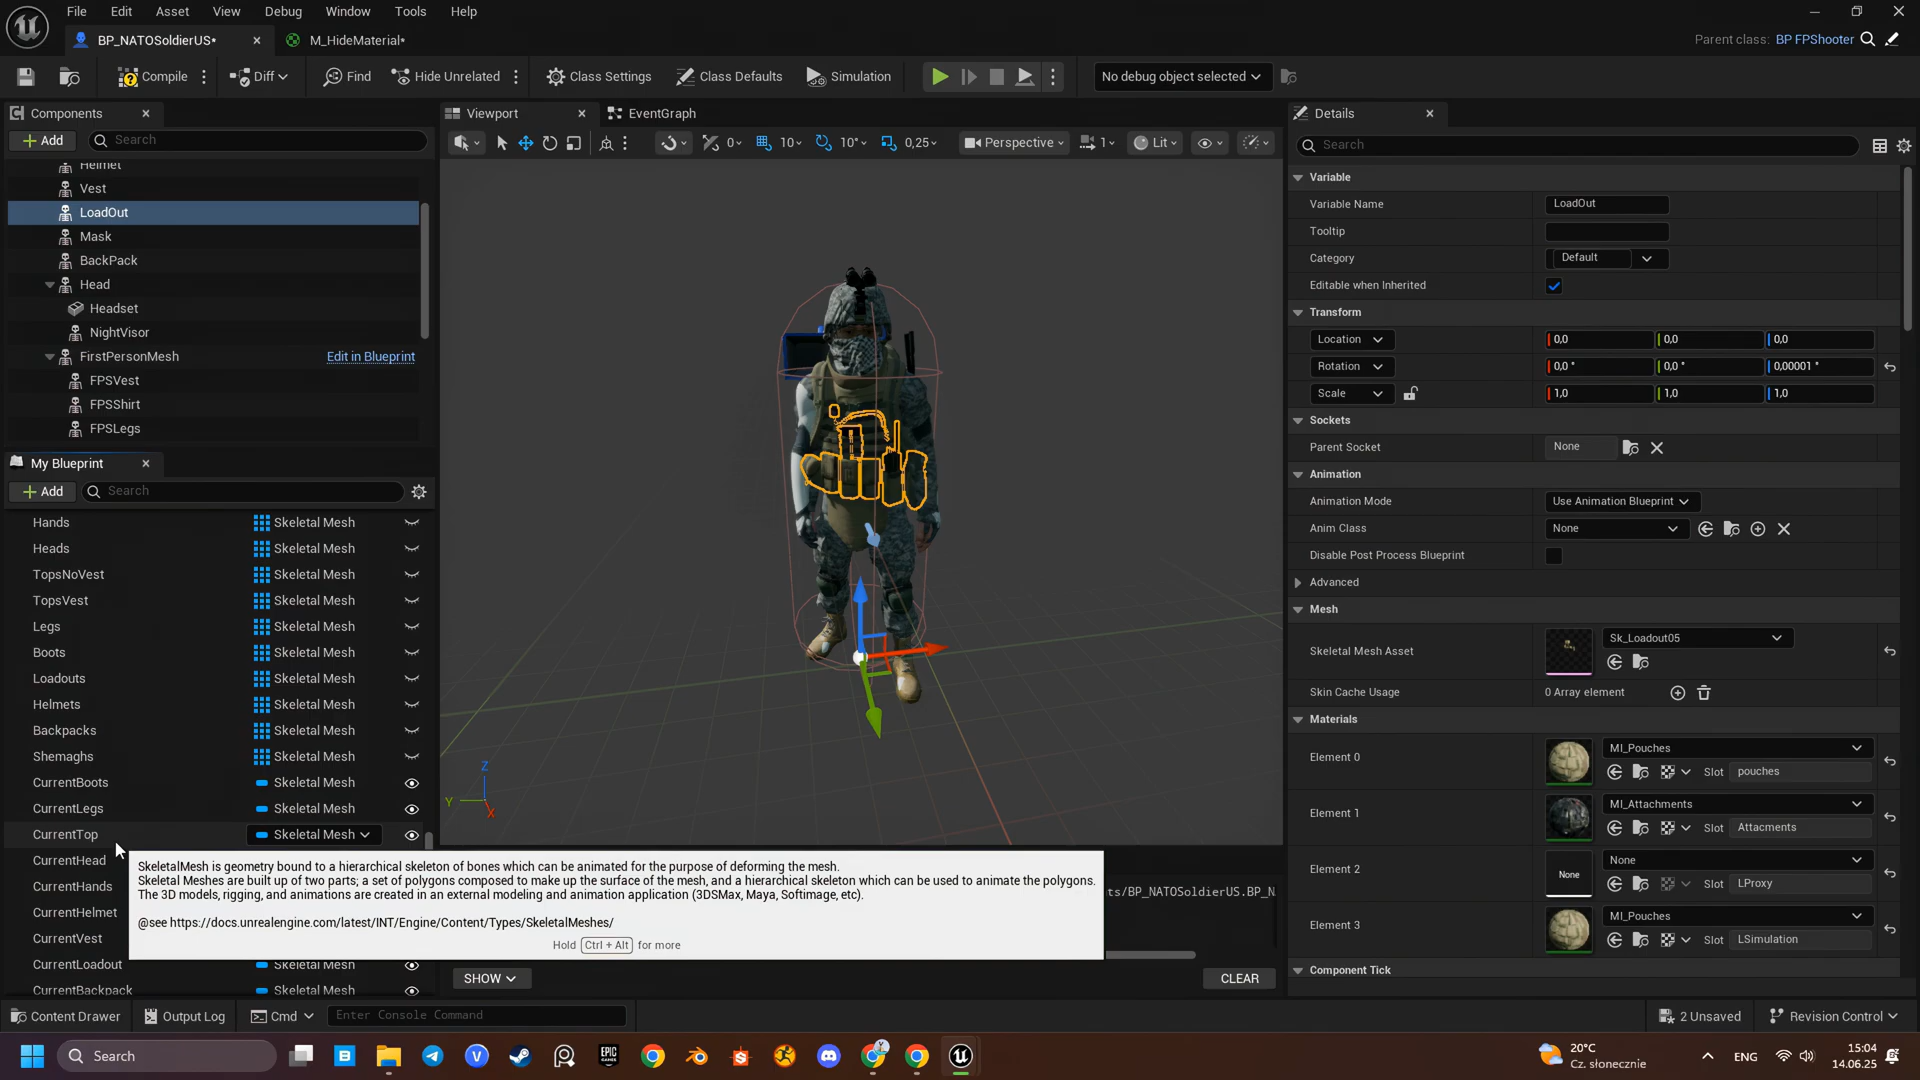 File Edit Asset View Debug Window Tools Help
BP_NATOSoldierUS* M_HideMaterial*
Parent class: BP FPShooter
Compile Diff Find Hide Unrelated Class Settings Class Defaults Simulation No debug object selected
Components
Add Search
Helmet
Vest
LoadOut
Mask
BackPack
Head
Headset
NightVisor
FirstPersonMesh Edit in Blueprint
FPSVest
FPSShirt
FPSLegs
My Blueprint
Add Search
Hands Skeletal Mesh
Heads Skeletal Mesh
TopsNoVest Skeletal Mesh
TopsVest Skeletal Mesh
Legs Skeletal Mesh
Boots Skeletal Mesh
Loadouts Skeletal Mesh
Helmets Skeletal Mesh
Backpacks Skeletal Mesh
Shemaghs Skeletal Mesh
CurrentBoots Skeletal Mesh
CurrentLegs Skeletal Mesh
CurrentTop Skeletal Mesh
CurrentHead
CurrentHands
CurrentHelmet
CurrentVest
CurrentLoadout Skeletal Mesh
CurrentBackpack Skeletal Mesh
SkeletalMesh is geometry bound to a hierarchical skeleton of bones which can be animated for the purpose of deforming the mesh.
Skeletal Meshes are built up of two parts; a set of polygons composed to make up the surface of the mesh, and a hierarchical skeleton which can be used to animate the polygons.
The 3D models, rigging, and animations are created in an external modeling and animation application (3DSMax, Maya, Softimage, etc).
@see https://docs.unrealengine.com/latest/INT/Engine/Content/Types/SkeletalMeshes/
Hold Ctrl + Alt for more
Viewport EventGraph
0 10 10° 0,25 Perspective 1 Lit
Z
Y
X
ts/BP_NATOSoldierUS.BP_N
SHOW CLEAR
Details
Search
Variable
Variable Name LoadOut
Tooltip
Category Default
Editable when Inherited
Transform
Location 0,0 0,0 0,0
Rotation 0,0 ° 0,0 ° 0,00001 °
Scale 1,0 1,0 1,0
Sockets
Parent Socket None
Animation
Animation Mode Use Animation Blueprint
Anim Class None
Disable Post Process Blueprint
Advanced
Mesh
Skeletal Mesh Asset Sk_Loadout05
Skin Cache Usage 0 Array element
Materials
Element 0 MI_Pouches
Slot pouches
Element 1 MI_Attachments
Slot Attacments
Element 2 None None
Slot LProxy
Element 3 MI_Pouches
Slot LSimulation
Component Tick
Content Drawer Output Log Cmd Enter Console Command 2 Unsaved Revision Control
Search
20°C
Cz. słonecznie
ENG
15:04
14.06.25